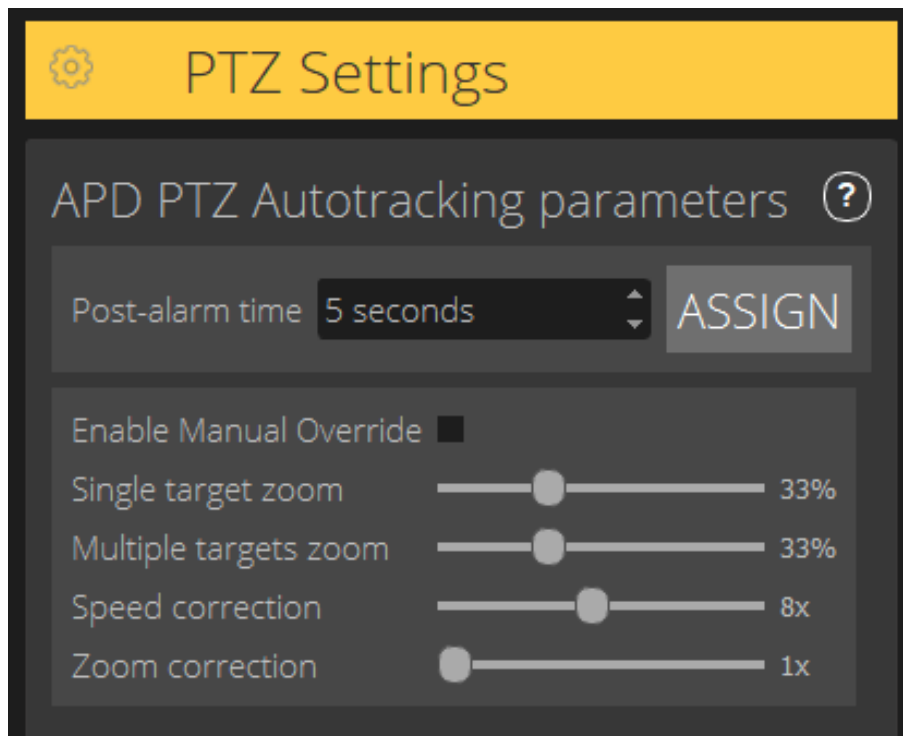 PTZ Settings
APD PTZ Autotracking parameters ?
Post-alarm time 5 seconds ASSIGN
Enable Manual Override
Single target zoom 33%
Multiple targets zoom 33%
Speed correction 8x
Zoom correction 1x